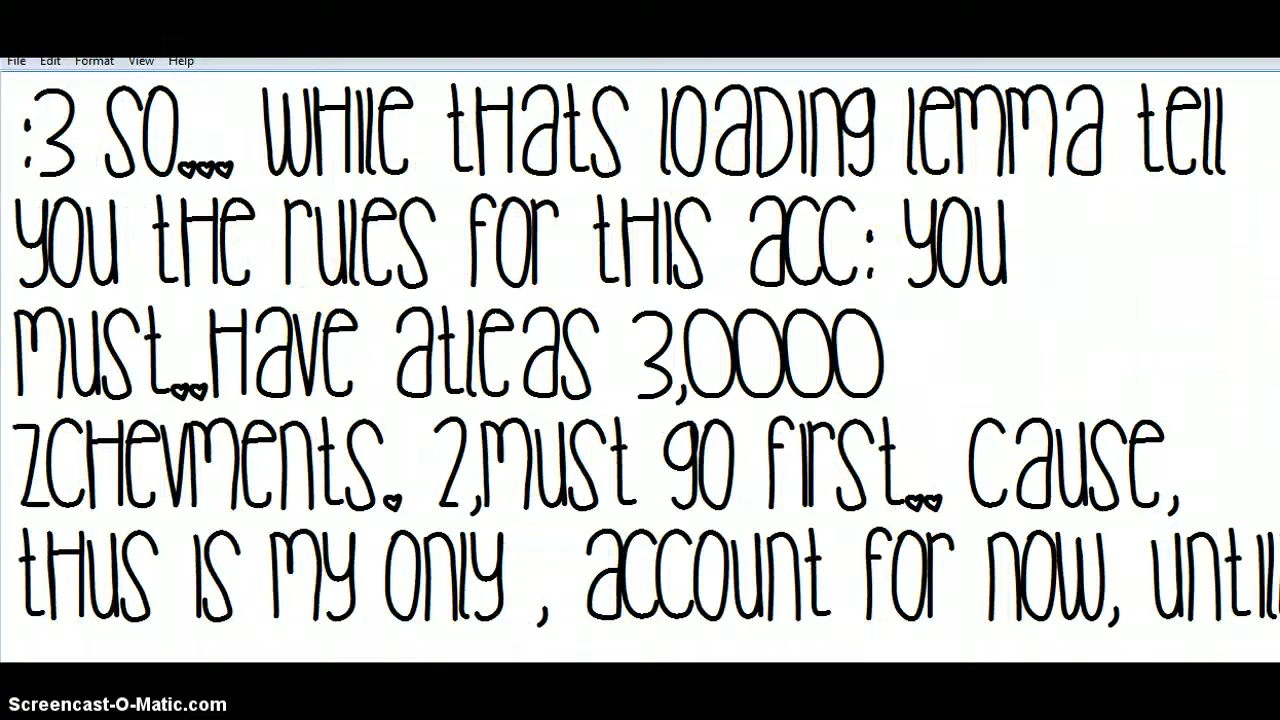 File Edit Format View Help
:3 so... while thats loading lemma tell
you the rules for this acc: you
must..have atleas 3,0000
zchevments. 2,must go first.. cause,
thus is my only , account for now, untill
Screencast-O-Matic.com